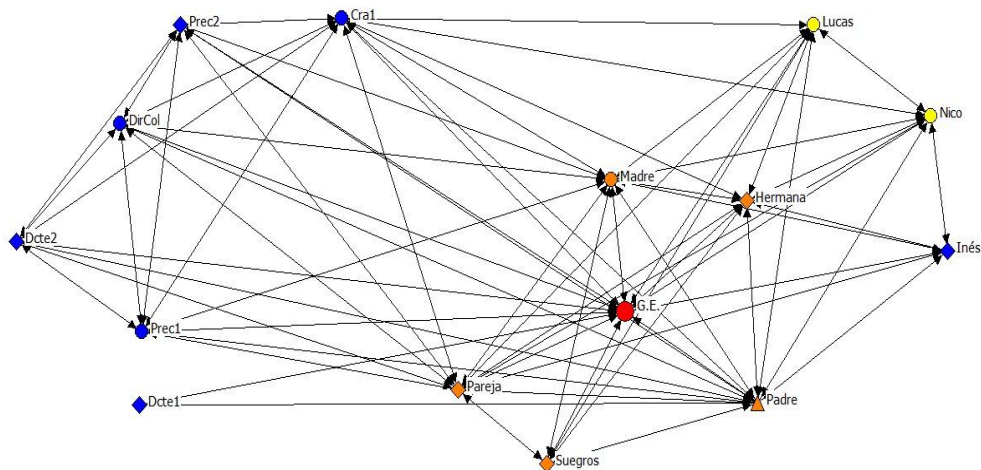 Prec2
Cra1
Lucas
DirCol
Nico
Madre
Hermana
Dcte2
Inés
G.E.
Prec1
Pareja
Dcte1
Padre
Suegros